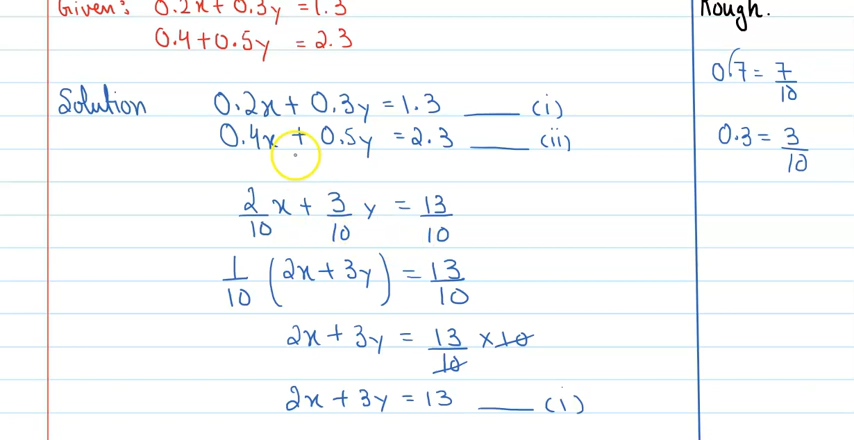 Given: 0.2x + 0.3y = 1.3
0.4 + 0.5y = 2.3
Solution 0.2x + 0.3y = 1.3 ____ (i)
0.4x + 0.5y = 2.3 ____ (ii)
2/10 x + 3/10 y = 13/10
1/10 (2x + 3y) = 13/10
2x + 3y = 13/10 × 10
2x + 3y = 13 ____ (i)
Rough.
0.7 = 7/10
0.3 = 3/10